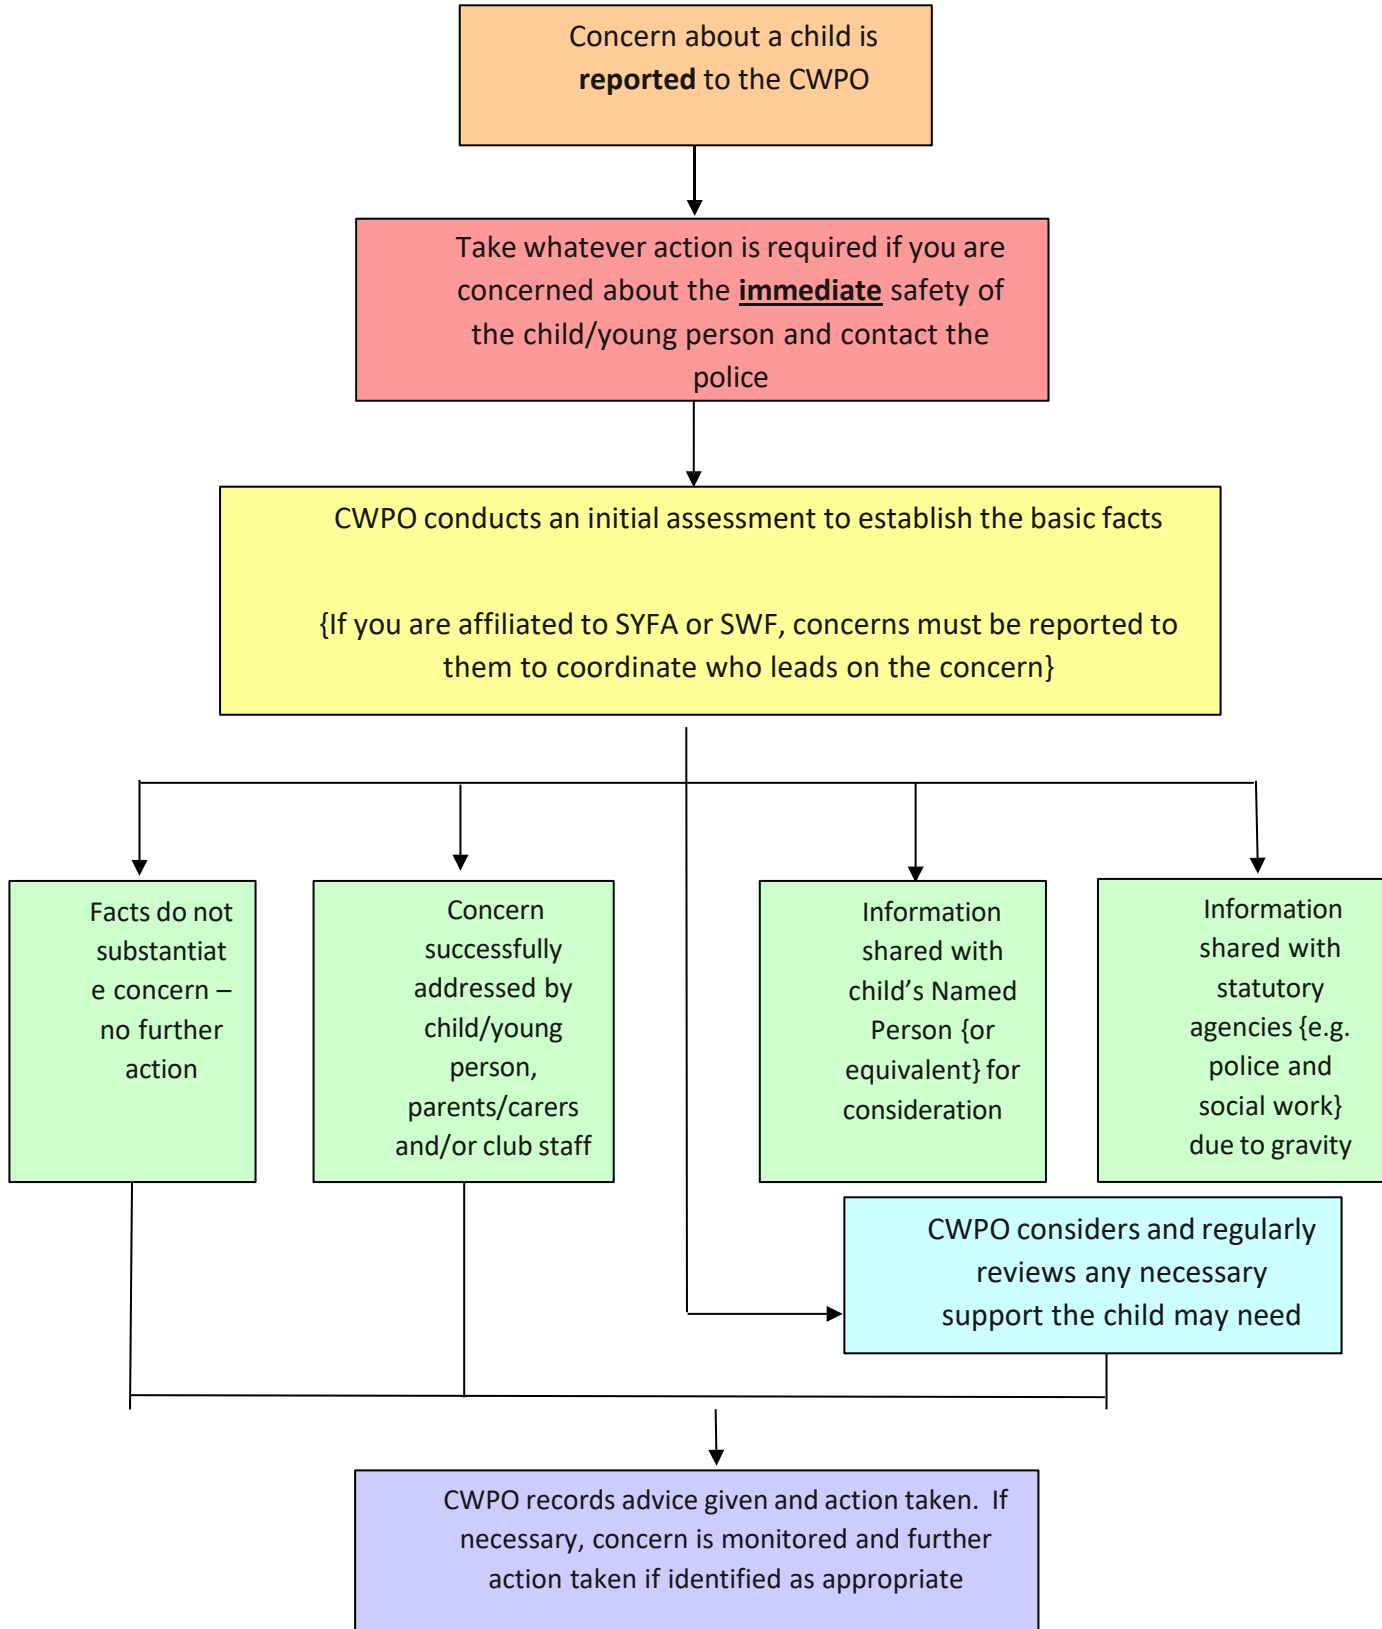 Concern about a child is
reported to the CWPO
Take whatever action is required if you are
concerned about the immediate safety of
the child/young person and contact the
police
CWPO conducts an initial assessment to establish the basic facts
{If you are affiliated to SYFA or SWF, concerns must be reported to
them to coordinate who leads on the concern}
Facts do not
substantiat
e concern –
no further
action
Concern
successfully
addressed by
child/young
person,
parents/carers
and/or club staff
Information
shared with
child’s Named
Person {or
equivalent} for
consideration
Information
shared with
statutory
agencies {e.g.
police and
social work}
due to gravity
CWPO considers and regularly
reviews any necessary
support the child may need
CWPO records advice given and action taken.  If
necessary, concern is monitored and further
action taken if identified as appropriate